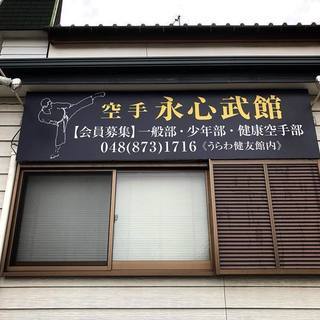 空手 永心武館
【会員募集】一般部・少年部・健康空手部
048(873)1716《うらわ健友館内》